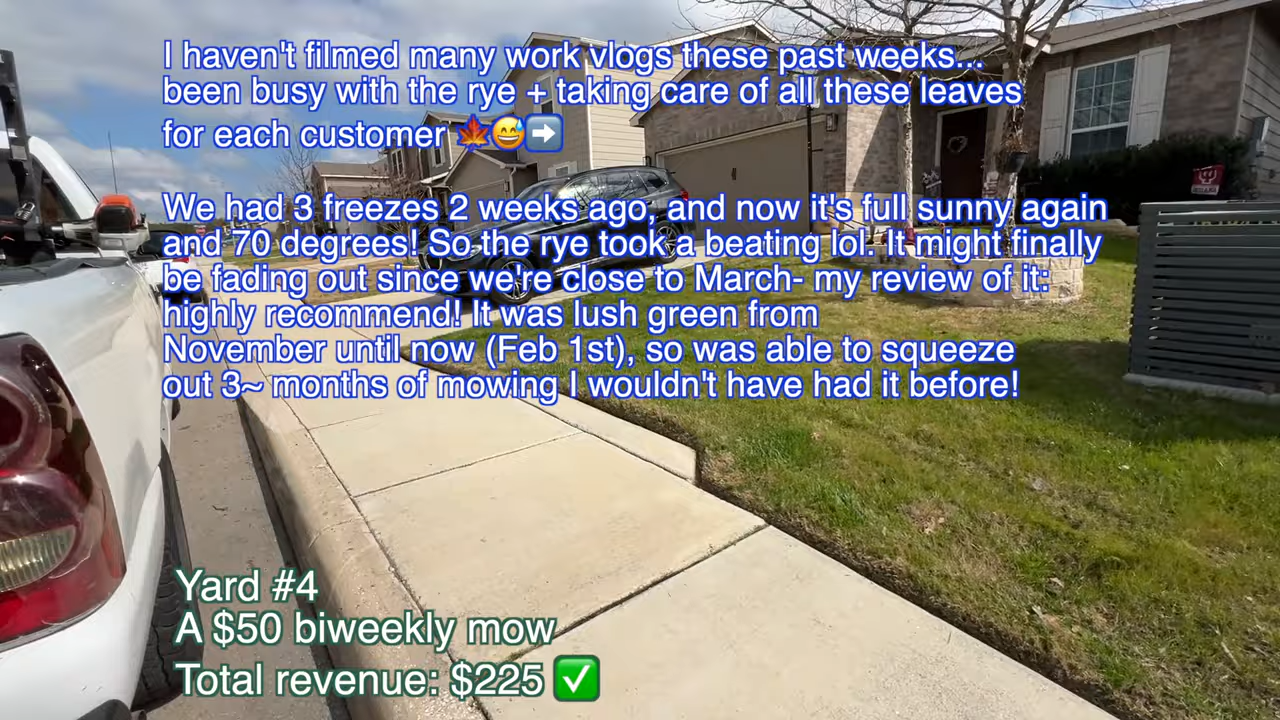 I haven't filmed many work vlogs these past weeks...
been busy with the rye + taking care of all these leaves
for each customer 🍁😅➡️
We had 3 freezes 2 weeks ago, and now it's full sunny again
and 70 degrees! So the rye took a beating lol. It might finally
be fading out since we're close to March- my review of it:
highly recommend! It was lush green from
November until now (Feb 1st), so was able to squeeze
out 3~ months of mowing I wouldn't have had it before!
Yard #4
A $50 biweekly mow
Total revenue: $225 ✅